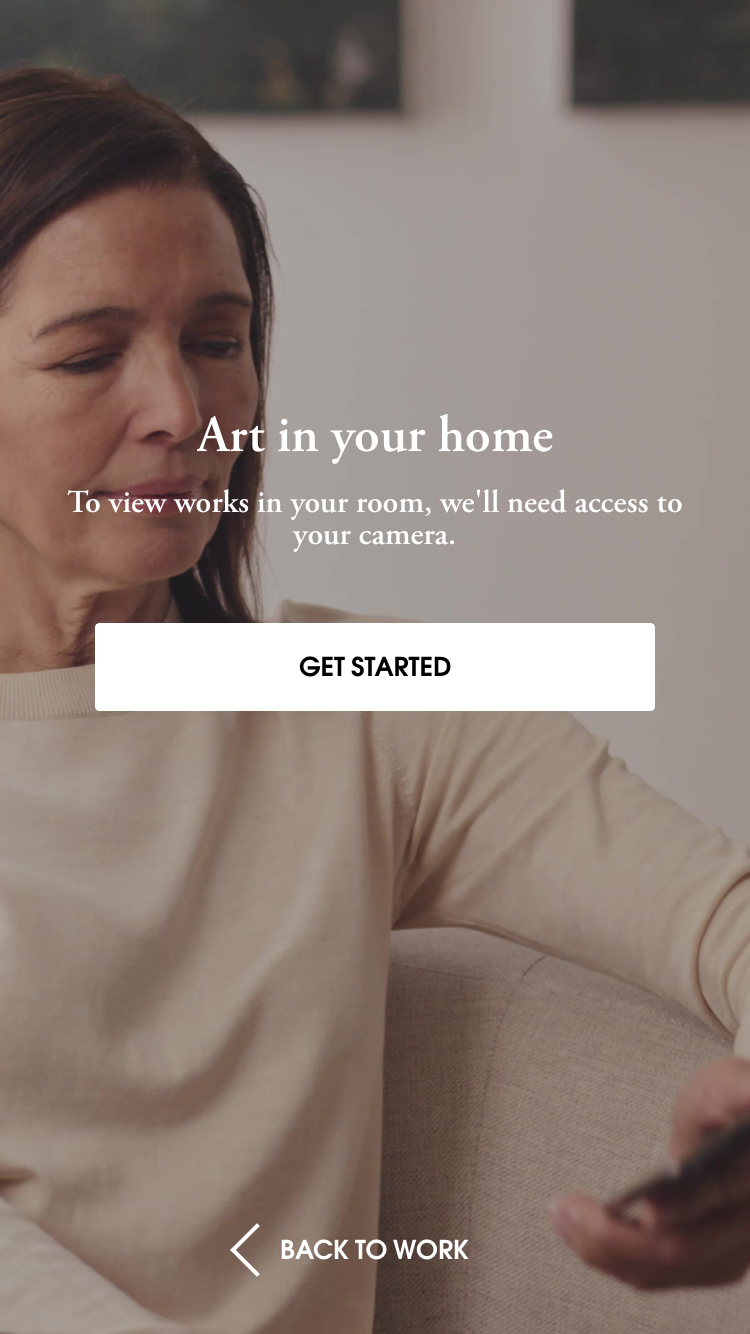 Art in your home
To view works in your room, we'll need access to
your camera.
GET STARTED
BACK TO WORK